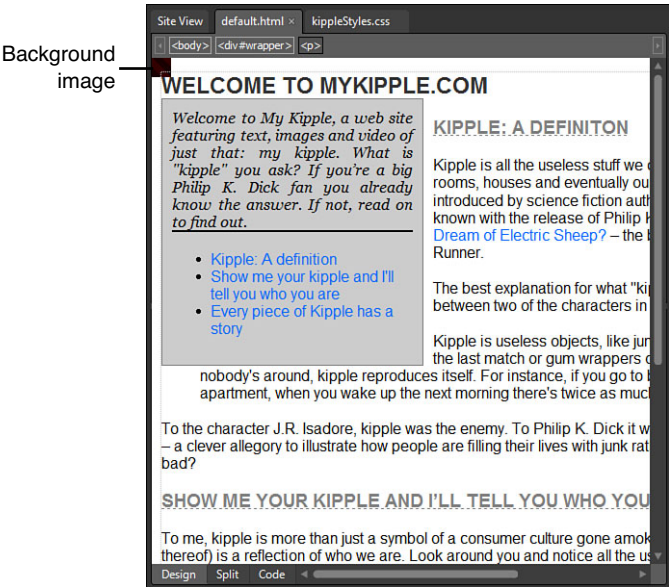 Background
image
Site View default.html × kippleStyles.css
<body> <div#wrapper> <p>
WELCOME TO MYKIPPLE.COM
Welcome to My Kipple, a web site
featuring text, images and video of
just that: my kipple. What is
"kipple" you ask? If you're a big
Philip K. Dick fan you already
know the answer. If not, read on
to find out.
Kipple: A definition
Show me your kipple and I'll
tell you who you are
Every piece of Kipple has a
story
KIPPLE: A DEFINITON
Kipple is all the useless stuff we
rooms, houses and eventually ou
introduced by science fiction auth
known with the release of Philip
Dream of Electric Sheep? – the
Runner.
The best explanation for what "kip
between two of the characters in
Kipple is useless objects, like jun
the last match or gum wrappers
nobody's around, kipple reproduces itself. For instance, if you go to
apartment, when you wake up the next morning there's twice as much
To the character J.R. Isadore, kipple was the enemy. To Philip K. Dick it w
– a clever allegory to illustrate how people are filling their lives with junk rat
bad?
SHOW ME YOUR KIPPLE AND I'LL TELL YOU WHO YOU
To me, kipple is more than just a symbol of a consumer culture gone amok
thereof) is a reflection of who we are. Look around you and notice all the us
Design Split Code